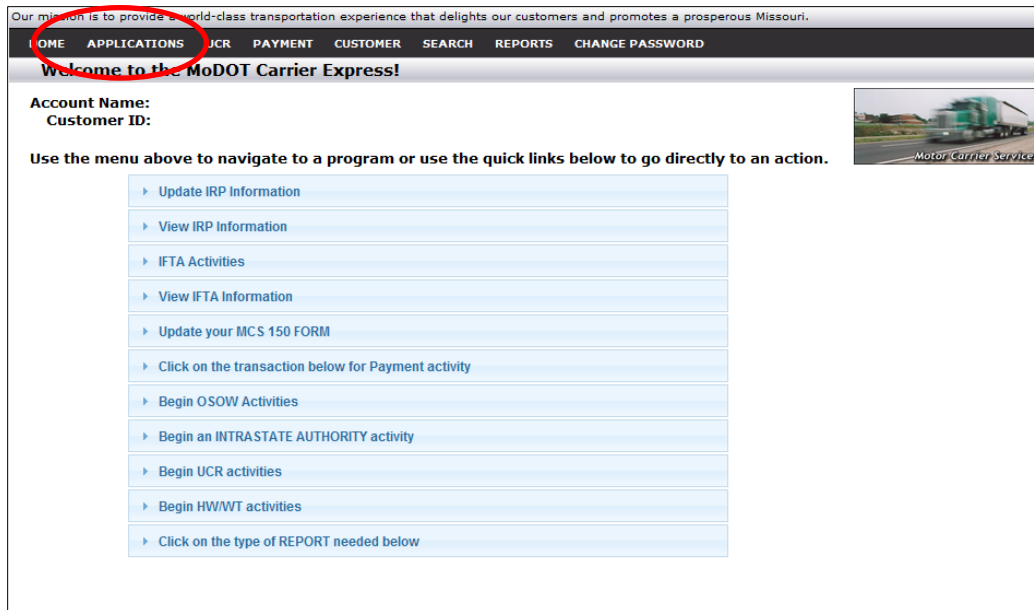 Our mission is to provide a world-class transportation experience that delights our customers and promotes a prosperous Missouri.
HOME APPLICATIONS UCR PAYMENT CUSTOMER SEARCH REPORTS CHANGE PASSWORD
Welcome to the MoDOT Carrier Express!
Account Name:
Customer ID:
Motor Carrier Service
Use the menu above to navigate to a program or use the quick links below to go directly to an action.
Update IRP Information
View IRP Information
IFTA Activities
View IFTA Information
Update your MCS 150 FORM
Click on the transaction below for Payment activity
Begin OSOW Activities
Begin an INTRASTATE AUTHORITY activity
Begin UCR activities
Begin HW/WT activities
Click on the type of REPORT needed below